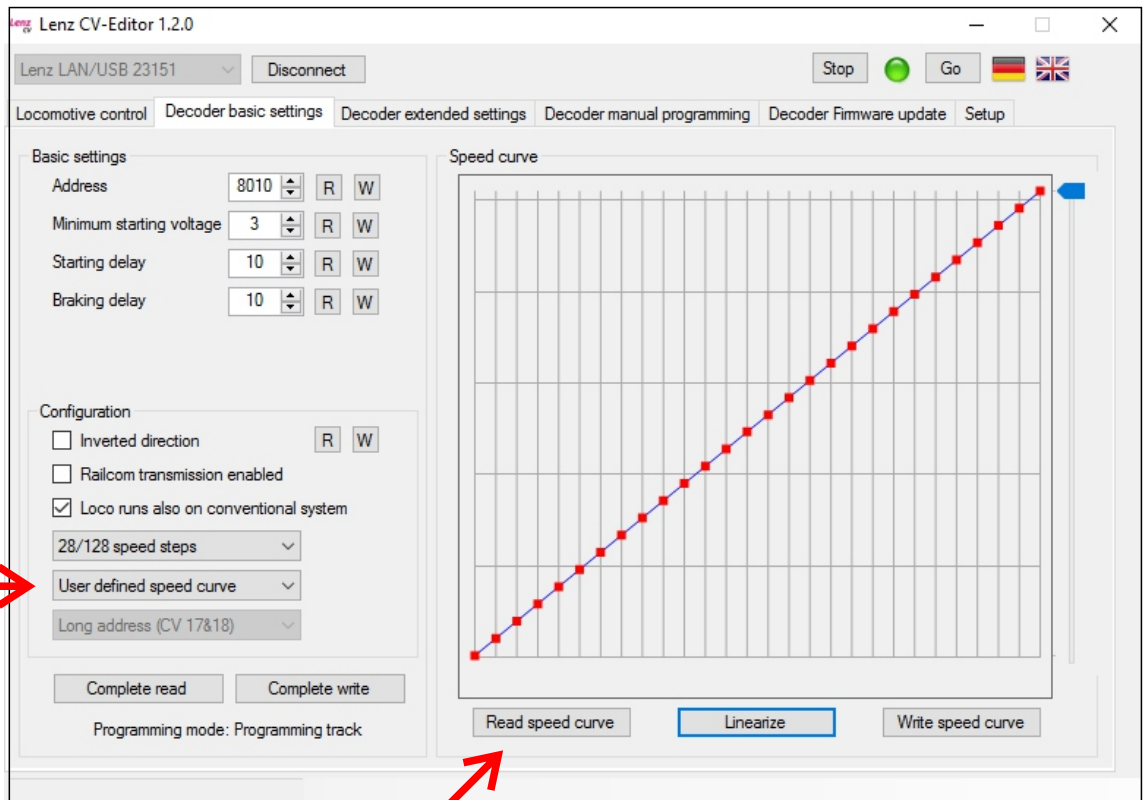 Lenz CV Lenz CV-Editor 1.2.0
Lenz LAN/USB 23151 Disconnect Stop Go
Locomotive control Decoder basic settings Decoder extended settings Decoder manual programming Decoder Firmware update Setup
Basic settings
Address 8010 R W
Minimum starting voltage 3 R W
Starting delay 10 R W
Braking delay 10 R W
Configuration
Inverted direction R W
Railcom transmission enabled
Loco runs also on conventional system
28/128 speed steps
User defined speed curve
Long address (CV 17&18)
Complete read Complete write
Programming mode: Programming track
Speed curve
Read speed curve Linearize Write speed curve